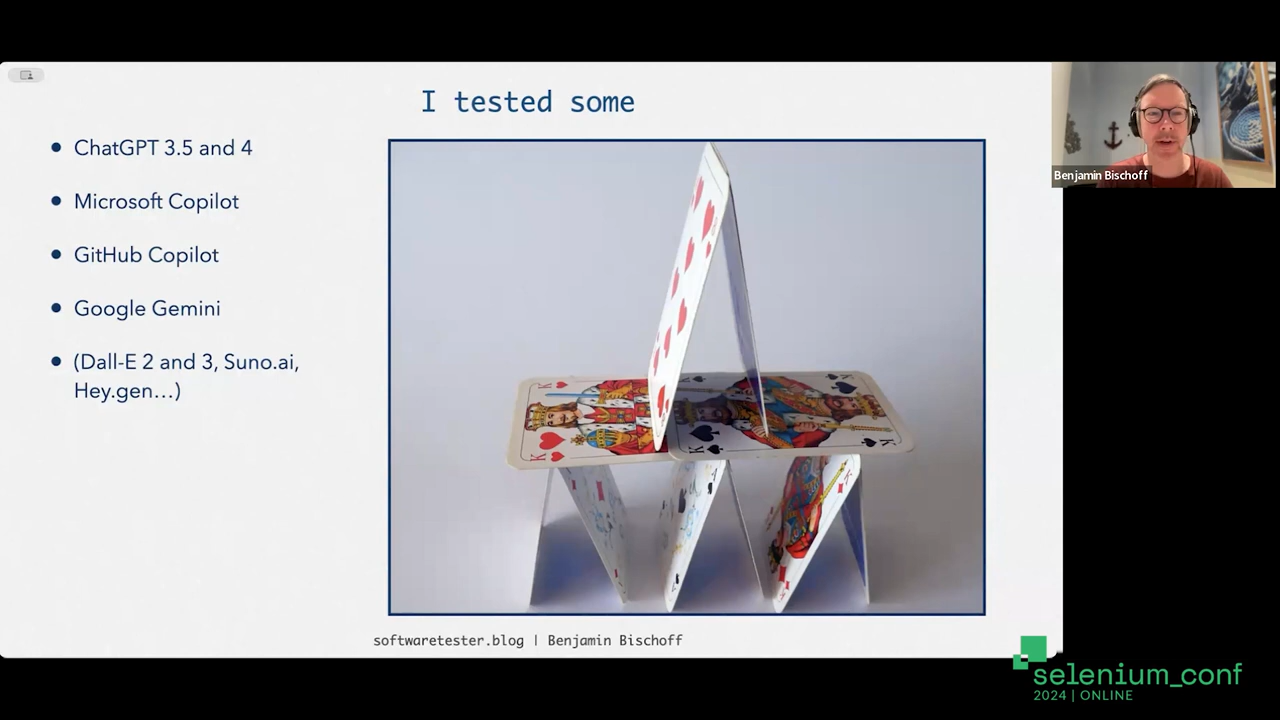 I tested some
ChatGPT 3.5 and 4
Microsoft Copilot
GitHub Copilot
Google Gemini
(Dall-E 2 and 3, Suno.ai,
Hey.gen…)
K
K
K
K
softwaretester.blog | Benjamin Bischoff
Benjamin Bischoff
selenium_conf
2024 | ONLINE